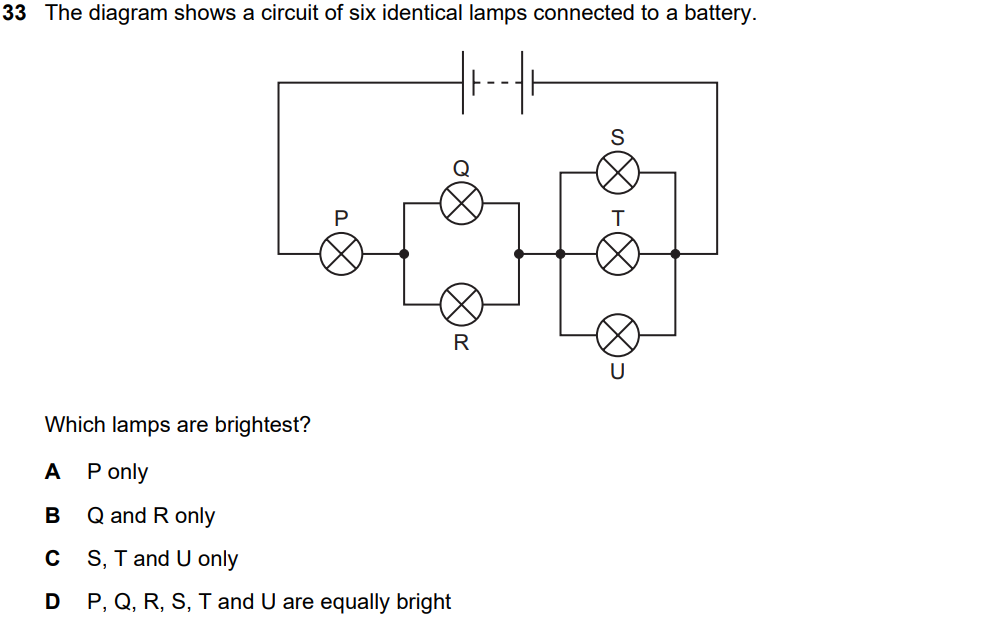 33 The diagram shows a circuit of six identical lamps connected to a battery.
S
Q
P
T
R
U
Which lamps are brightest?
A P only
B Q and R only
C S, T and U only
D P, Q, R, S, T and U are equally bright